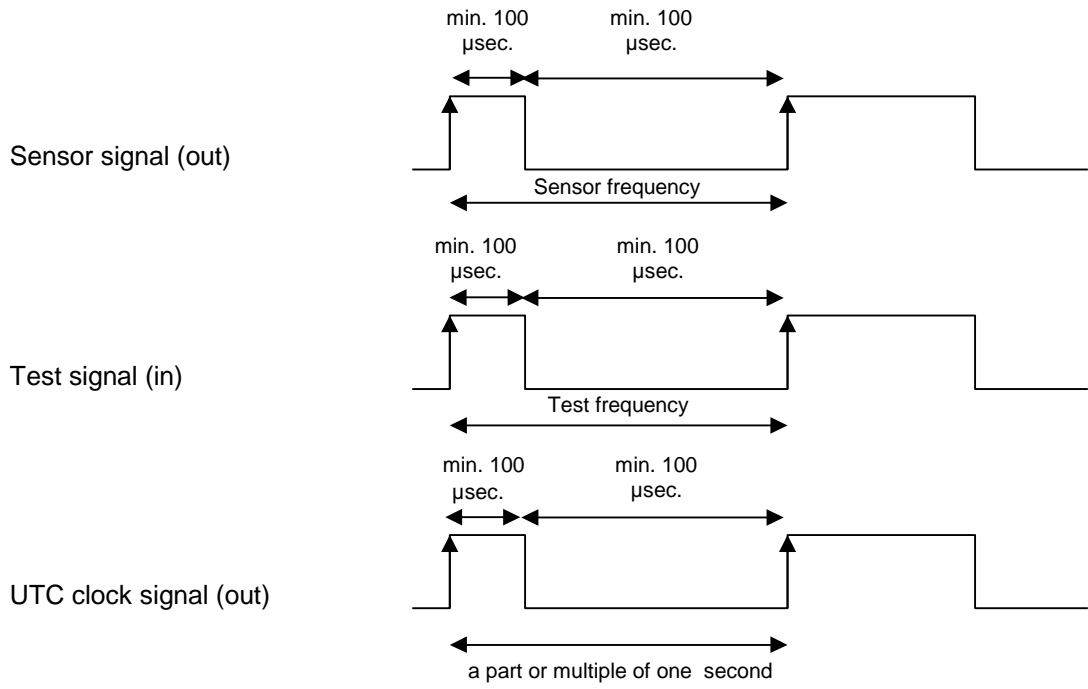 min. 100
µsec.
min. 100
µsec.
Sensor signal (out)
Sensor frequency
min. 100
µsec.
min. 100
µsec.
Test signal (in)
Test frequency
min. 100
µsec.
min. 100
µsec.
UTC clock signal (out)
a part or multiple of one second